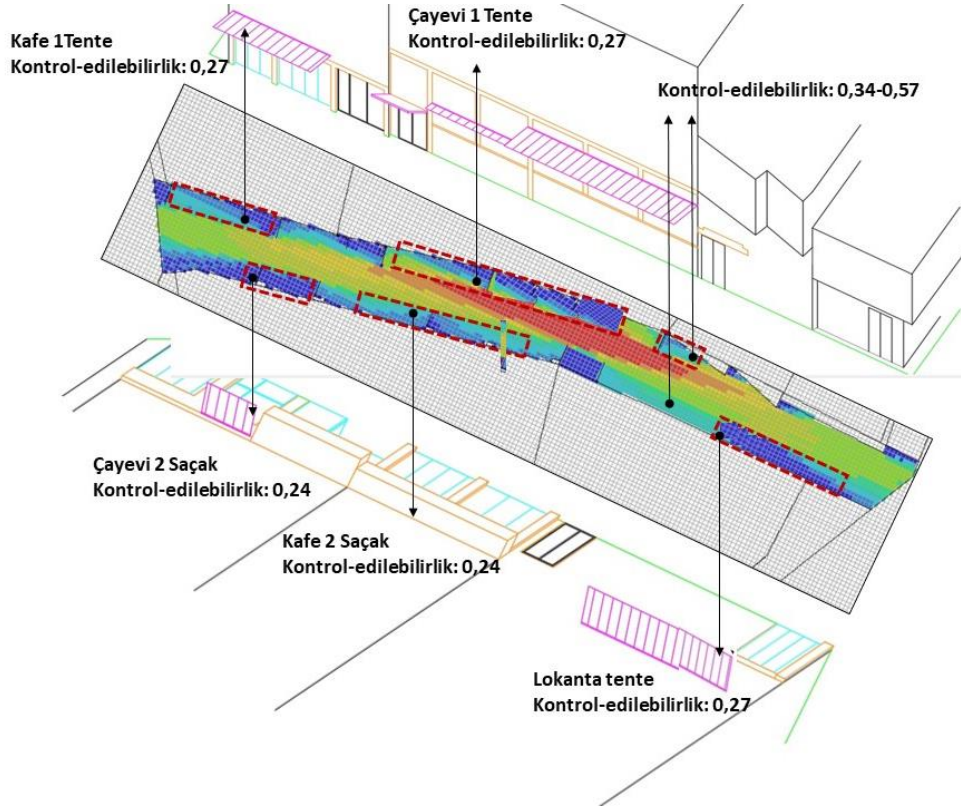 Çayevi 1 Tente
Kontrol-edilebilirlik: 0,27
Kafe 1Tente
Kontrol-edilebilirlik: 0,27
Kontrol-edilebilirlik: 0,34-0,57
Çayevi 2 Saçak
Kontrol-edilebilirlik: 0,24
Kafe 2 Saçak
Kontrol-edilebilirlik: 0,24
Lokanta tente
Kontrol-edilebilirlik: 0,27